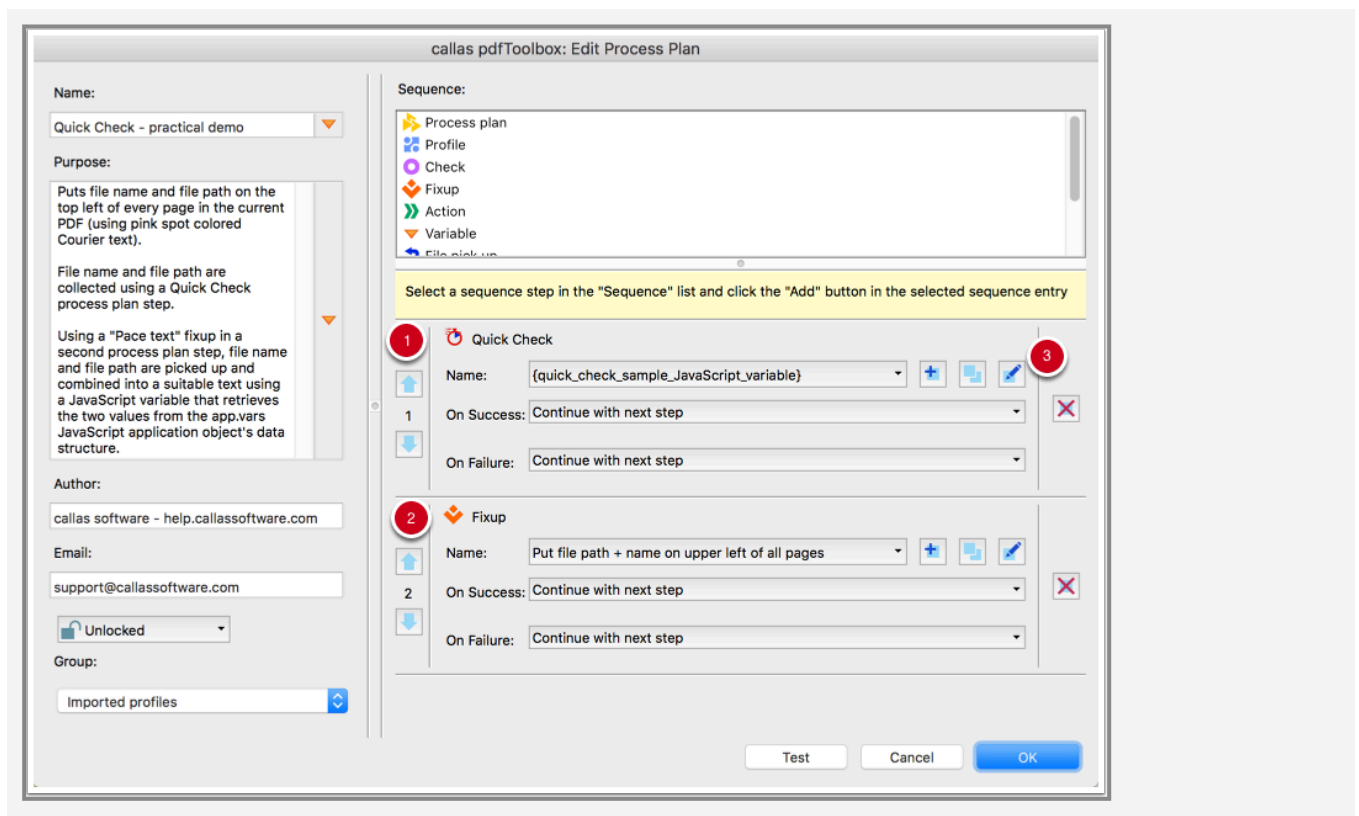 callas pdfToolbox: Edit Process Plan
Name:
Quick Check - practical demo
Purpose:
Puts file name and file path on the
top left of every page in the current
PDF (using pink spot colored
Courier text).
File name and file path are
collected using a Quick Check
process plan step.
Using a "Pace text" fixup in a
second process plan step, file name
and file path are picked up and
combined into a suitable text using
a JavaScript variable that retrieves
the two values from the app.vars
JavaScript application object's data
structure.
Author:
callas software - help.callassoftware.com
Email:
support@callassoftware.com
Unlocked
Group:
Imported profiles
Sequence:
Process plan
Profile
Check
Fixup
Action
Variable
File pick up
Select a sequence step in the "Sequence" list and click the "Add" button in the selected sequence entry
1
Quick Check
3
Name: {quick_check_sample_JavaScript_variable}
1
On Success: Continue with next step
On Failure: Continue with next step
2
Fixup
Name: Put file path + name on upper left of all pages
2
On Success: Continue with next step
On Failure: Continue with next step
Test Cancel OK